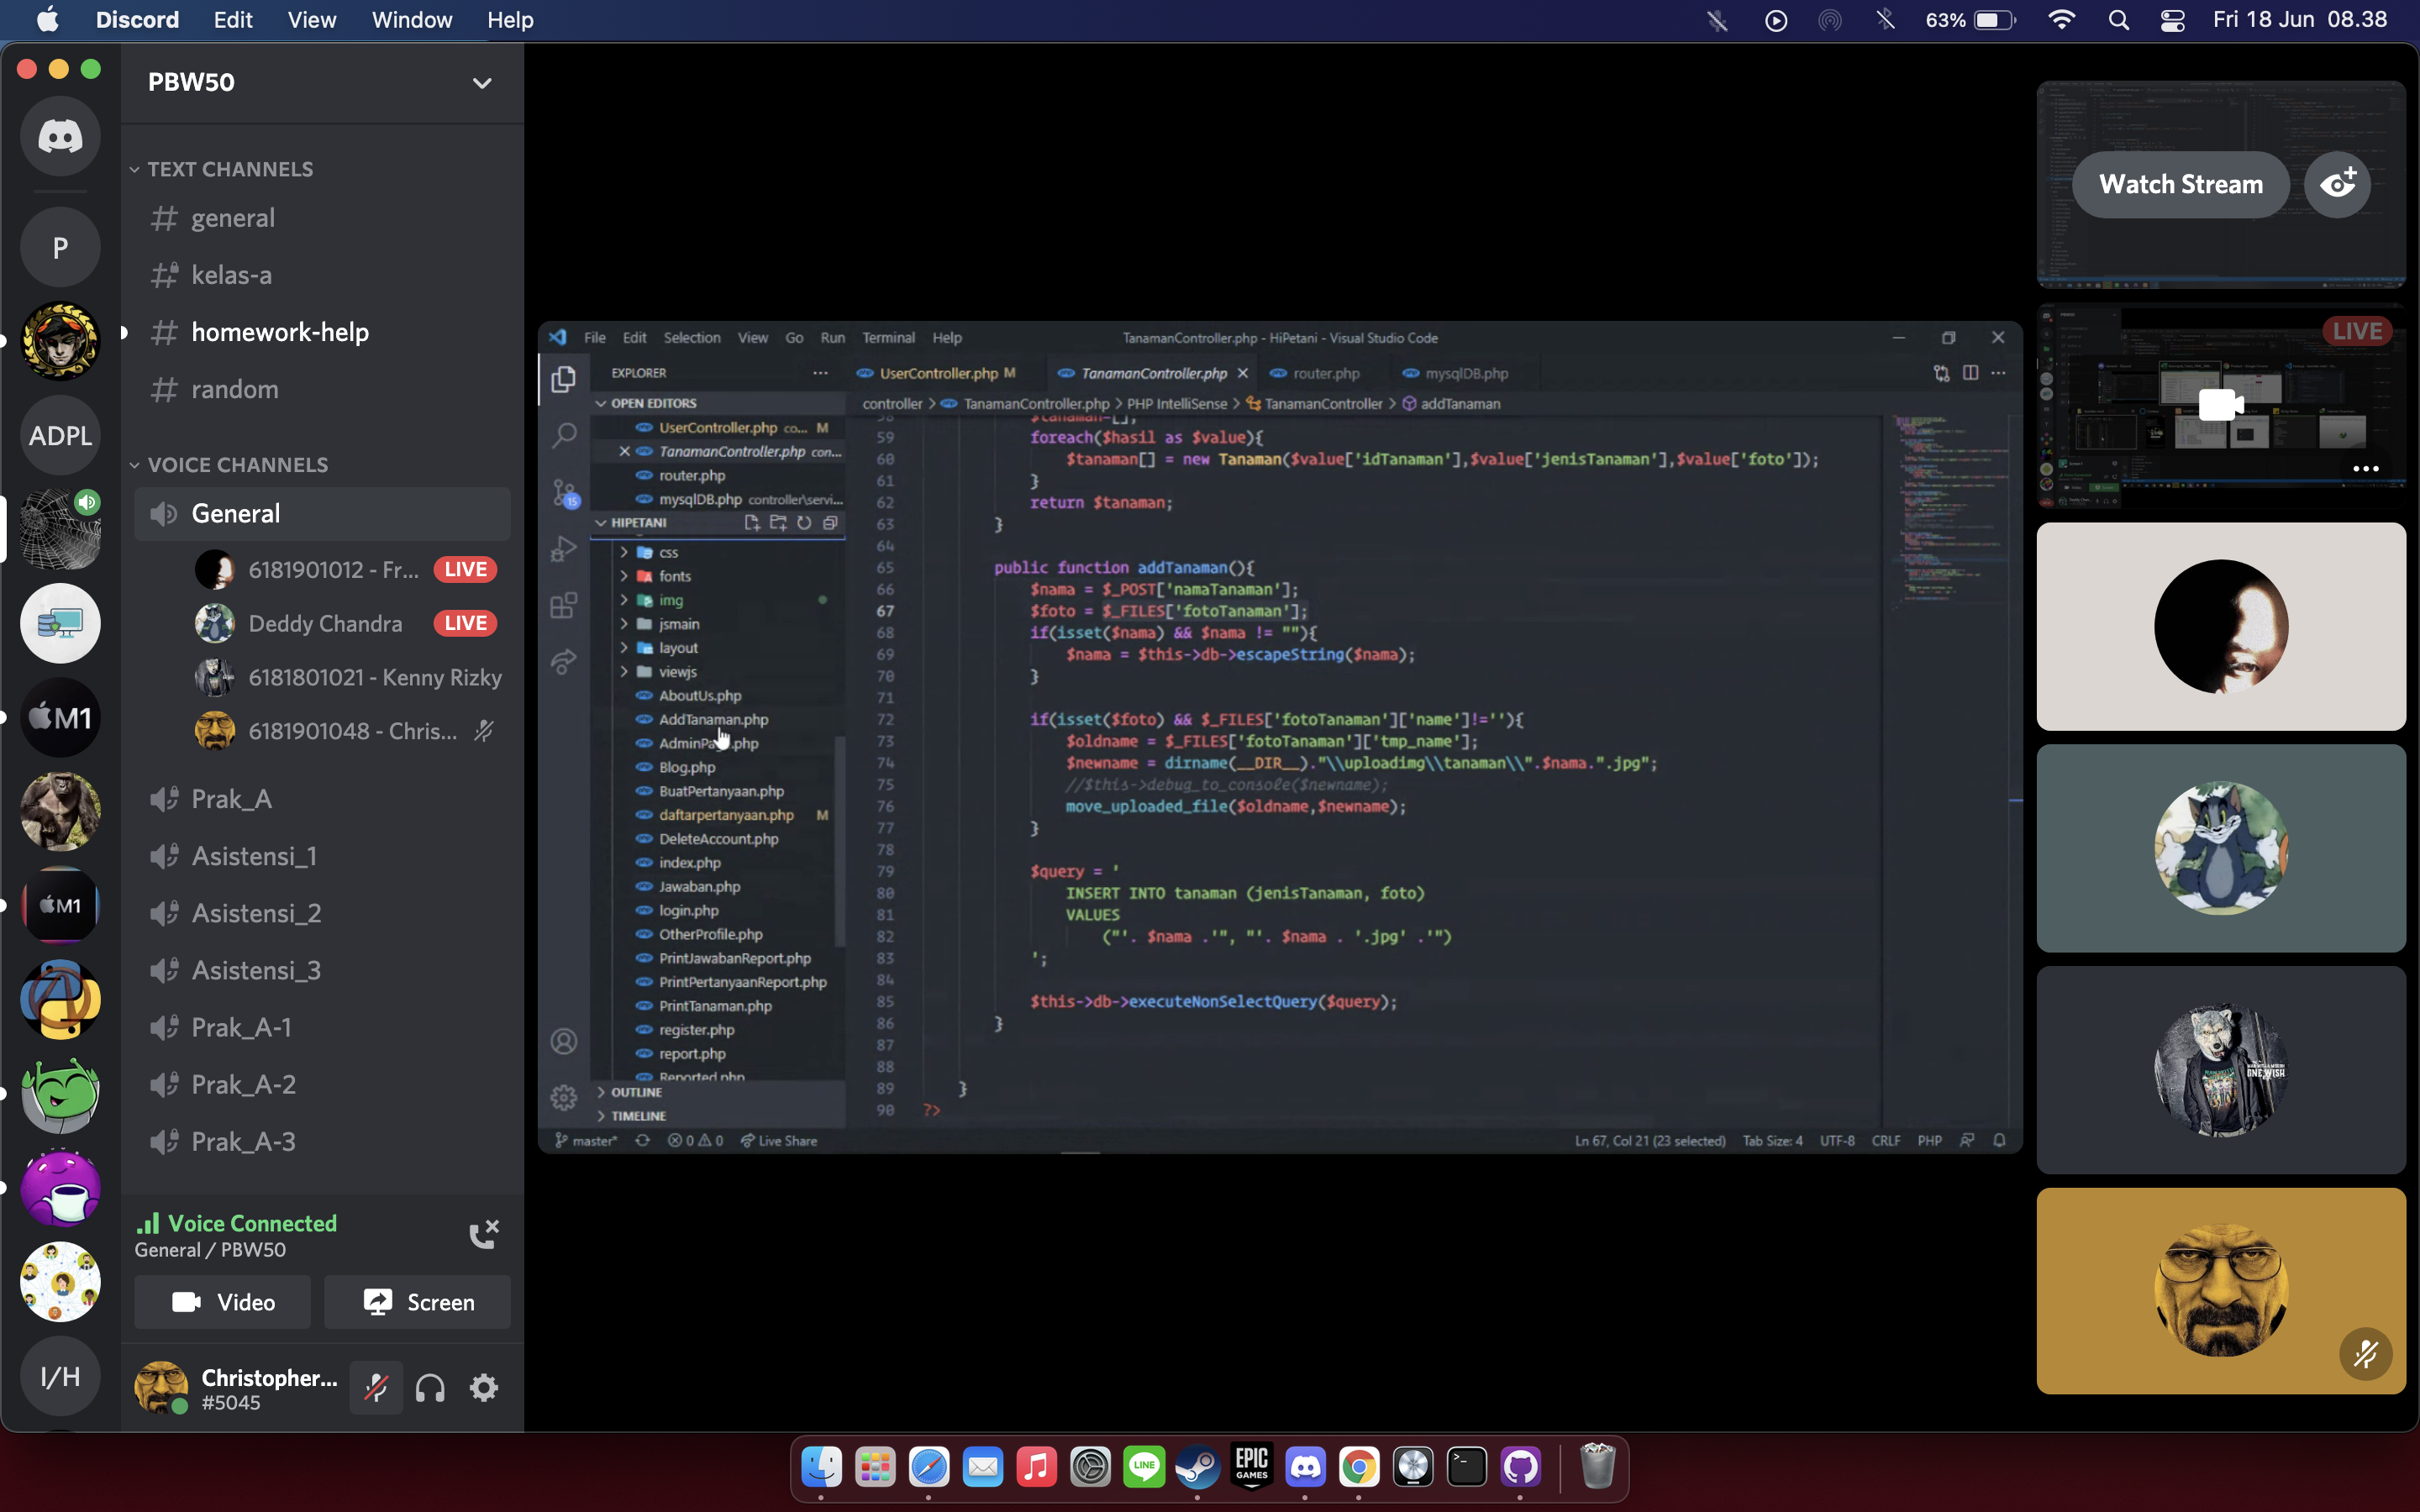 Discord Edit View Window Help
63% Fri 18 Jun 08.38
PBW50
TEXT CHANNELS
general
kelas-a
homework-help
random
VOICE CHANNELS
General
6181901012 - Fr... LIVE
Deddy Chandra LIVE
6181801021 - Kenny Rizky
6181901048 - Chris...
Prak_A
Asistensi_1
Asistensi_2
Asistensi_3
Prak_A-1
Prak_A-2
Prak_A-3
Voice Connected
General / PBW50
Video Screen
Christopher...
#5045
P
ADPL
M1
M1
I/H
File Edit Selection View Go Run Terminal Help TanamanController.php - HiPetani - Visual Studio Code
EXPLORER ...
UserController.php M TanamanController.php router.php mysqlDB.php
controller > TanamanController.php > PHP IntelliSense > TanamanController > addTanaman
OPEN EDITORS
UserController.php co... M
TanamanController.php con...
router.php
mysqlDB.php controller\servi...
15
HIPETANI
css
fonts
img
jsmain
layout
viewjs
AboutUs.php
AddTanaman.php
Blog.php
BuatPertanyaan.php
daftarpertanyaan.php M
DeleteAccount.php
index.php
Jawaban.php
login.php
OtherProfile.php
PrintJawabanReport.php
PrintPertanyaanReport.php
PrintTanaman.php
register.php
report.php
Reported.php
OUTLINE
TIMELINE
58 $tanaman=[];
59 foreach($hasil as $value){
60 $tanaman[] = new Tanaman($value['idTanaman'],$value['jenisTanaman'],$value['foto']);
61 }
62 return $tanaman;
63 }
64
65 public function addTanaman(){
66 $nama = $_POST['namaTanaman'];
67 $foto = $_FILES['fotoTanaman'];
68 if(isset($nama) && $nama != ""){
69 $nama = $this->db->escapeString($nama);
70 }
71
72 if(isset($foto) && $_FILES['fotoTanaman']['name']!=''){
73 $oldname = $_FILES['fotoTanaman']['tmp_name'];
74 $newname = dirname(__DIR__)."\\uploadimg\\tanaman\\".$nama.".jpg";
75 //$this->debug_to_console($newname);
76 move_uploaded_file($oldname,$newname);
77 }
78
79 $query = '
80 INSERT INTO tanaman (jenisTanaman, foto)
81 VALUES
82 ("'. $nama .'", "'. $nama . '.jpg' .'")
83 ';
84
85 $this->db->executeNonSelectQuery($query);
86 }
87
88
89 }
90 ?>
master* 0 0 Live Share Ln 67, Col 21 (23 selected) Tab Size: 4 UTF-8 CRLF PHP
Watch Stream
LIVE
LINE
EPIC
GAMES